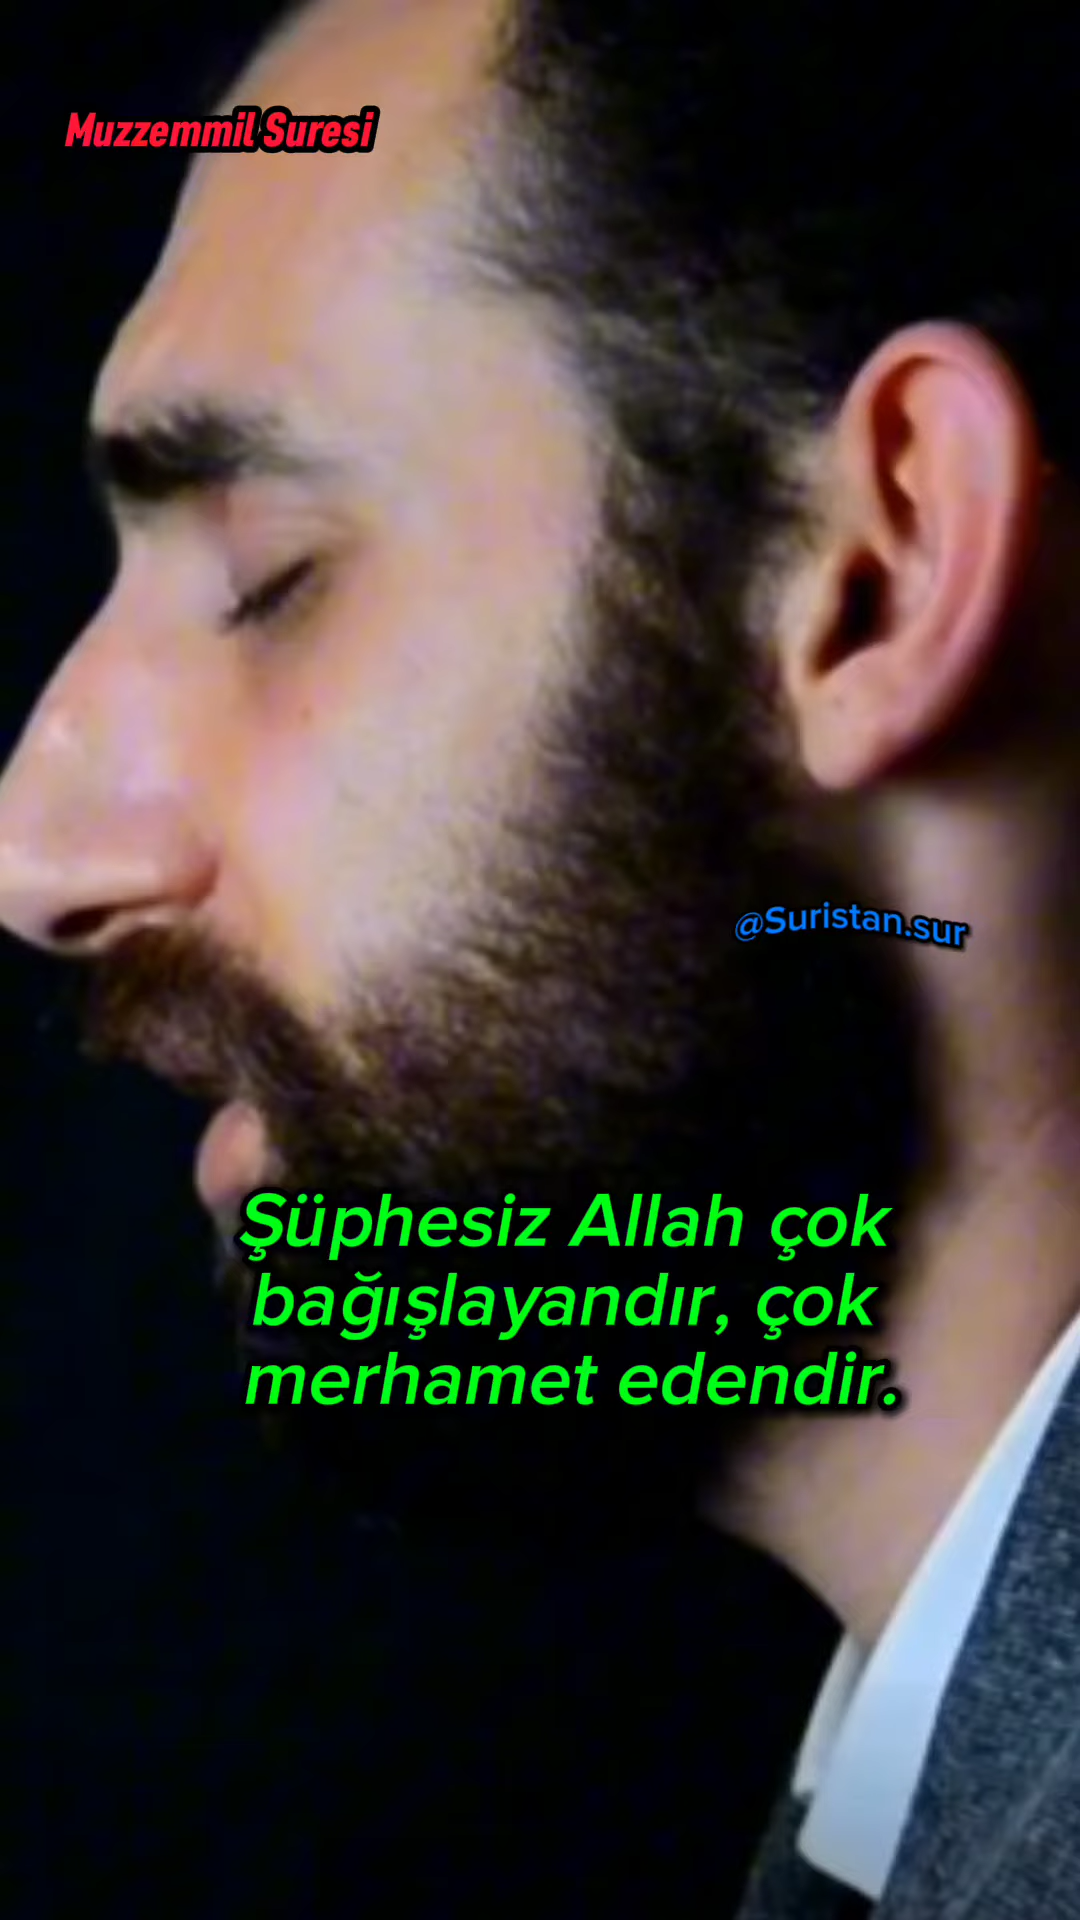 Muzzemmil Suresi
@Suristan.sur
Şüphesiz Allah çok
bağışlayandır, çok
merhamet edendir.